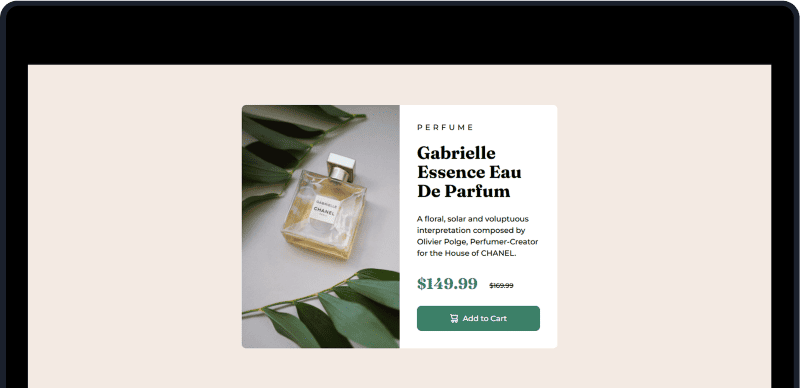 PERFUME
Gabrielle
Essence Eau
De Parfum
A floral, solar and voluptuous
interpretation composed by
Olivier Polge, Perfumer-Creator
for the House of CHANEL.
$149.99 $169.99
Add to Cart
GABRIELLE
CHANEL